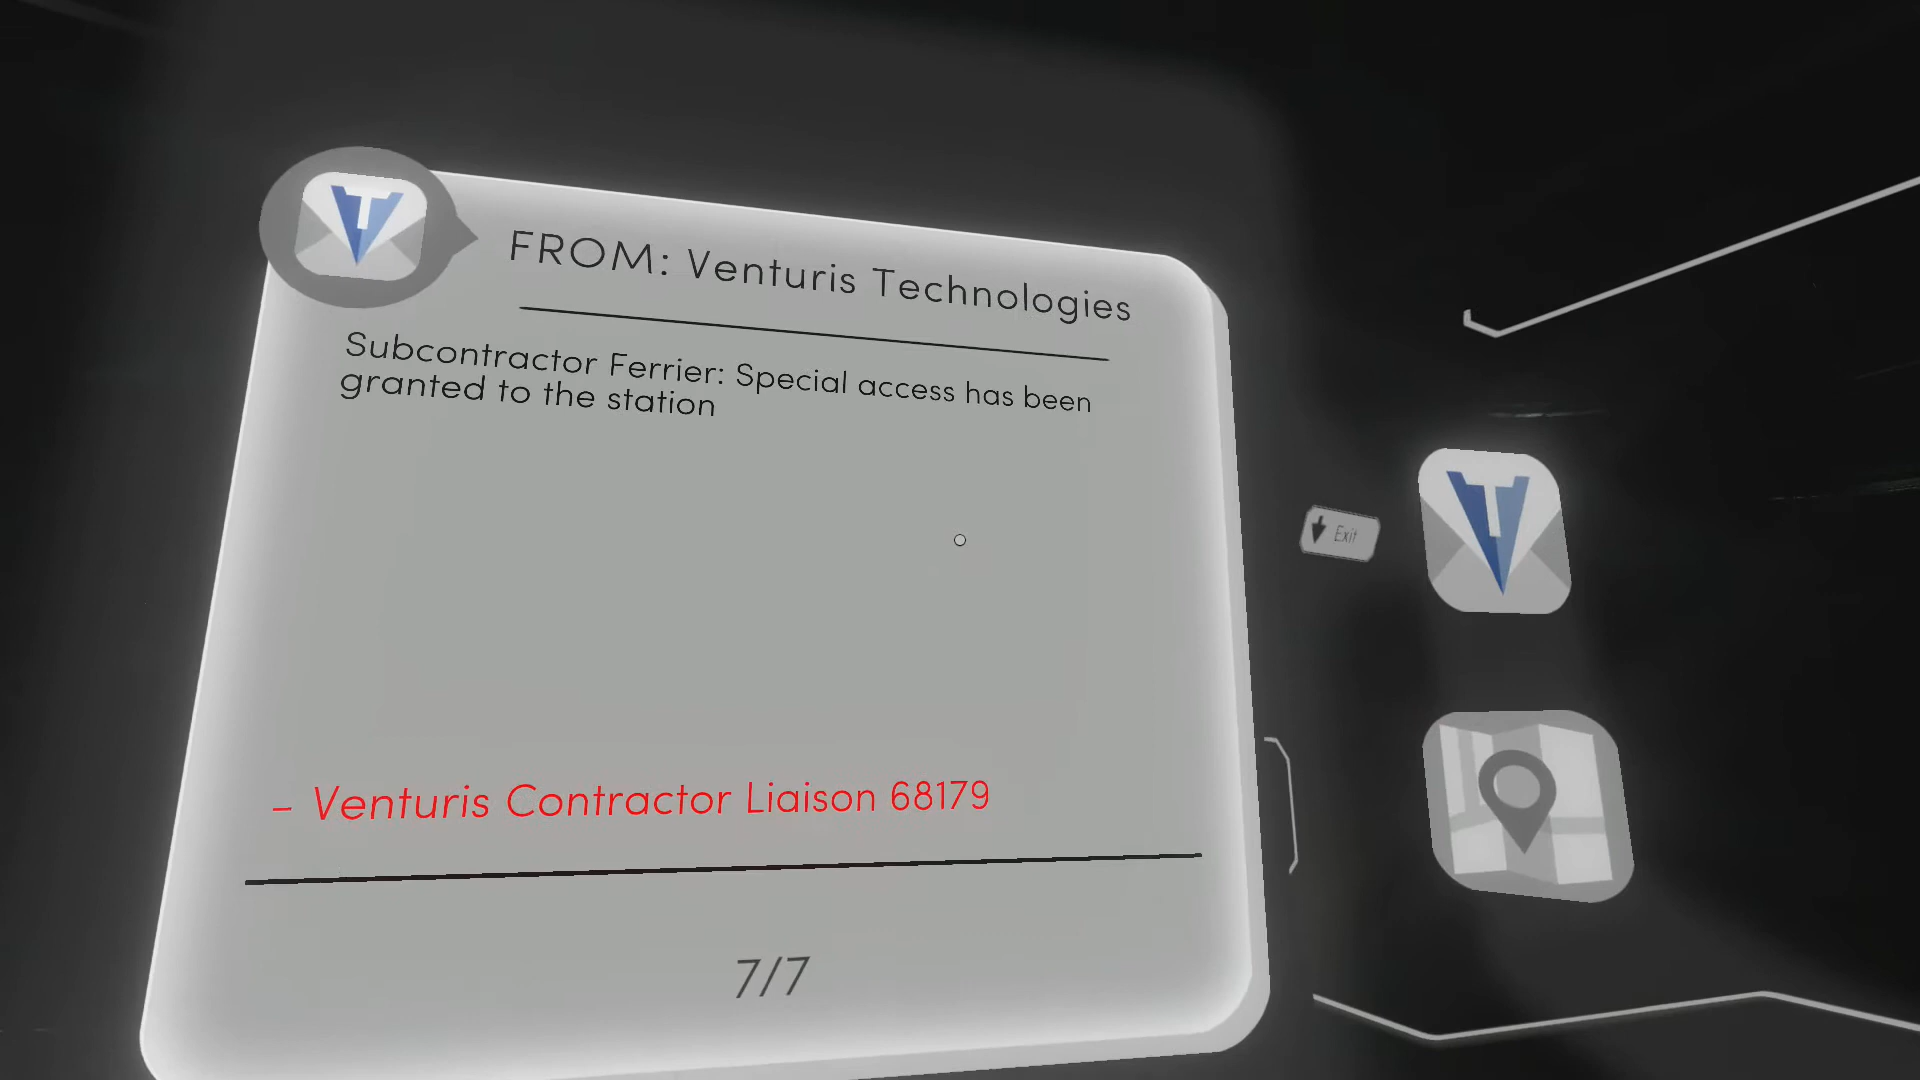 FROM: Venturis Technologies
Subcontractor Ferrier: Special access has been
granted to the station
Exit
– Venturis Contractor Liaison 68179
7/7